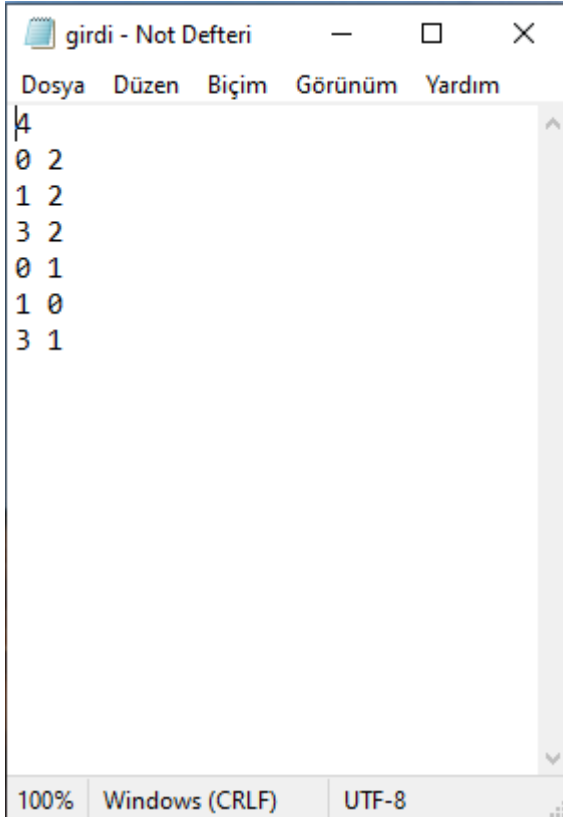 girdi - Not Defteri
Dosya Düzen Biçim Görünüm Yardım
4
0 2
1 2
3 2
0 1
1 0
3 1
100% Windows (CRLF) UTF-8